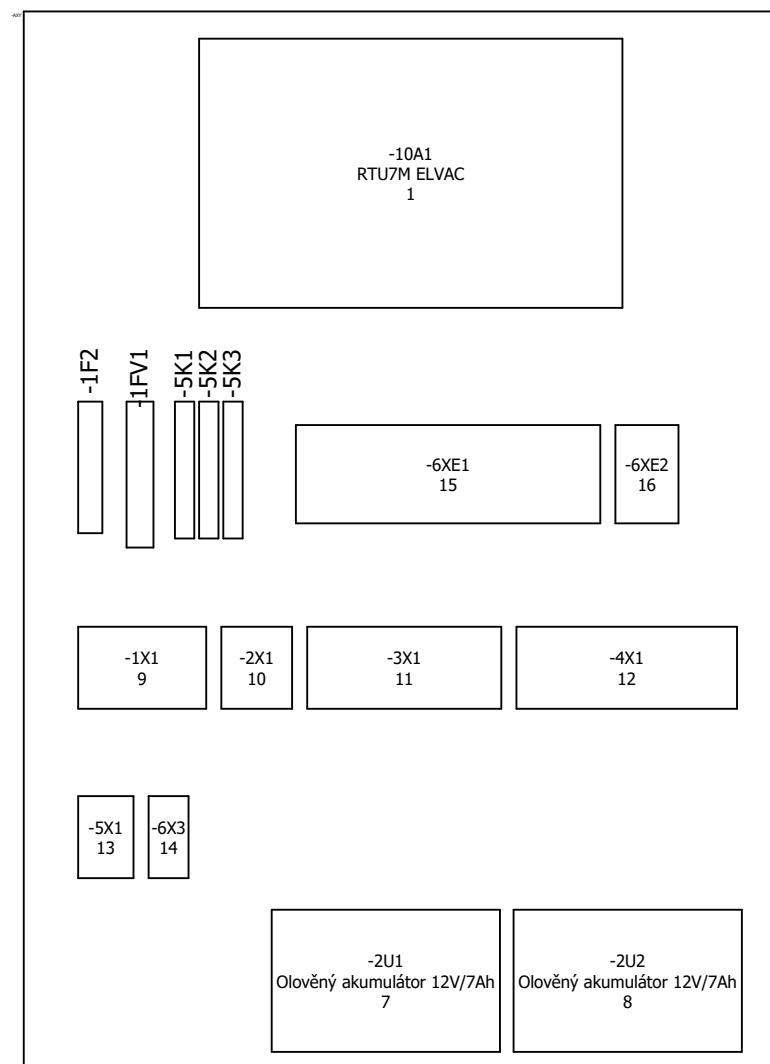 -10A1
RTU7M ELVAC
1
-1F2
-1FV1
-5K1
-5K2
-5K3
-6XE1
15
-6XE2
16
-1X1
9
-2X1
10
-3X1
11
-4X1
12
-5X1
13
-6X3
14
-2U1
Olověný akumulátor 12V/7Ah
7
-2U2
Olověný akumulátor 12V/7Ah
8